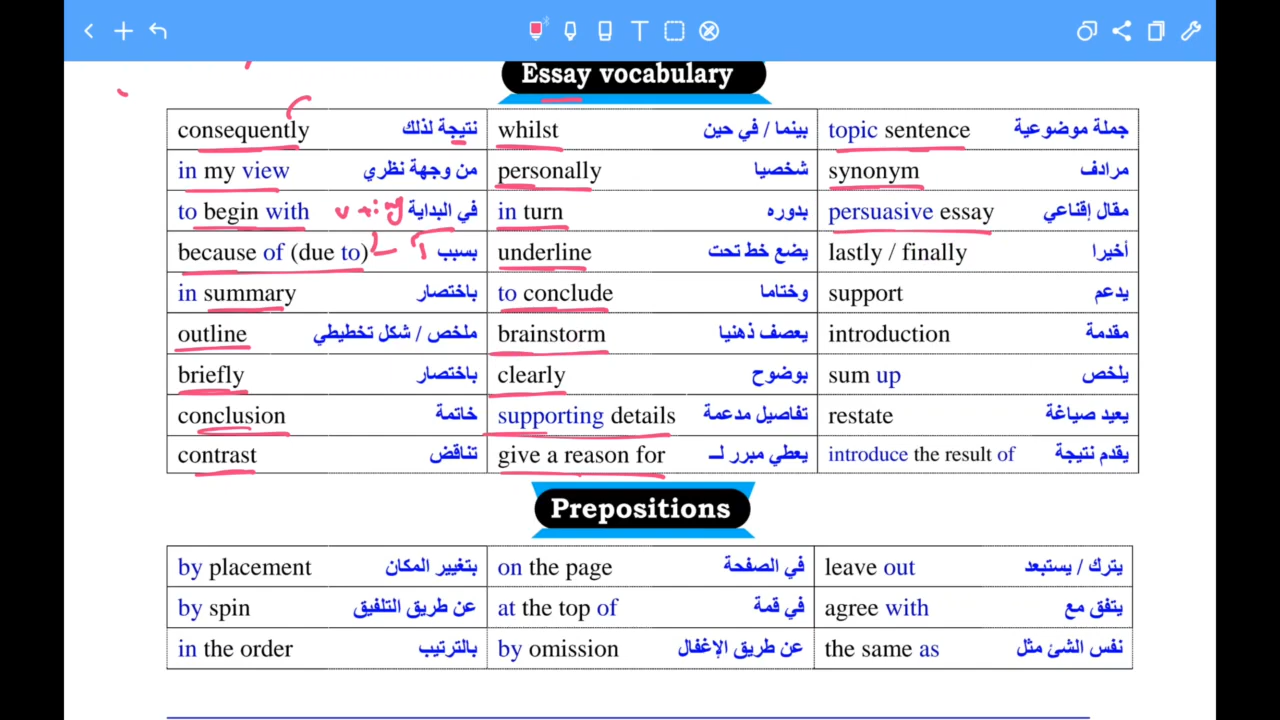 Essay vocabulary
consequently نتيجة لذلك whilst بينما / في حين topic sentence جملة موضوعية
in my view من وجهة نظري personally شخصيا synonym مرادف
to begin with v + ing في البداية in turn بدوره persuasive essay مقال إقناعي
because of (due to) بسبب underline يضع خط تحت lastly / finally أخيرا
in summary باختصار to conclude وختاما support يدعم
outline ملخص / شكل تخطيطي brainstorm يعصف ذهنيا introduction مقدمة
briefly باختصار clearly بوضوح sum up يلخص
conclusion خاتمة supporting details تفاصيل مدعمة restate يعيد صياغة
contrast تناقض give a reason for يعطي مبرر لــ introduce the result of يقدم نتيجة
Prepositions
by placement بتغيير المكان on the page في الصفحة leave out يترك / يستبعد
by spin عن طريق التلفيق at the top of في قمة agree with يتفق مع
in the order بالترتيب by omission عن طريق الإغفال the same as نفس الشئ مثل